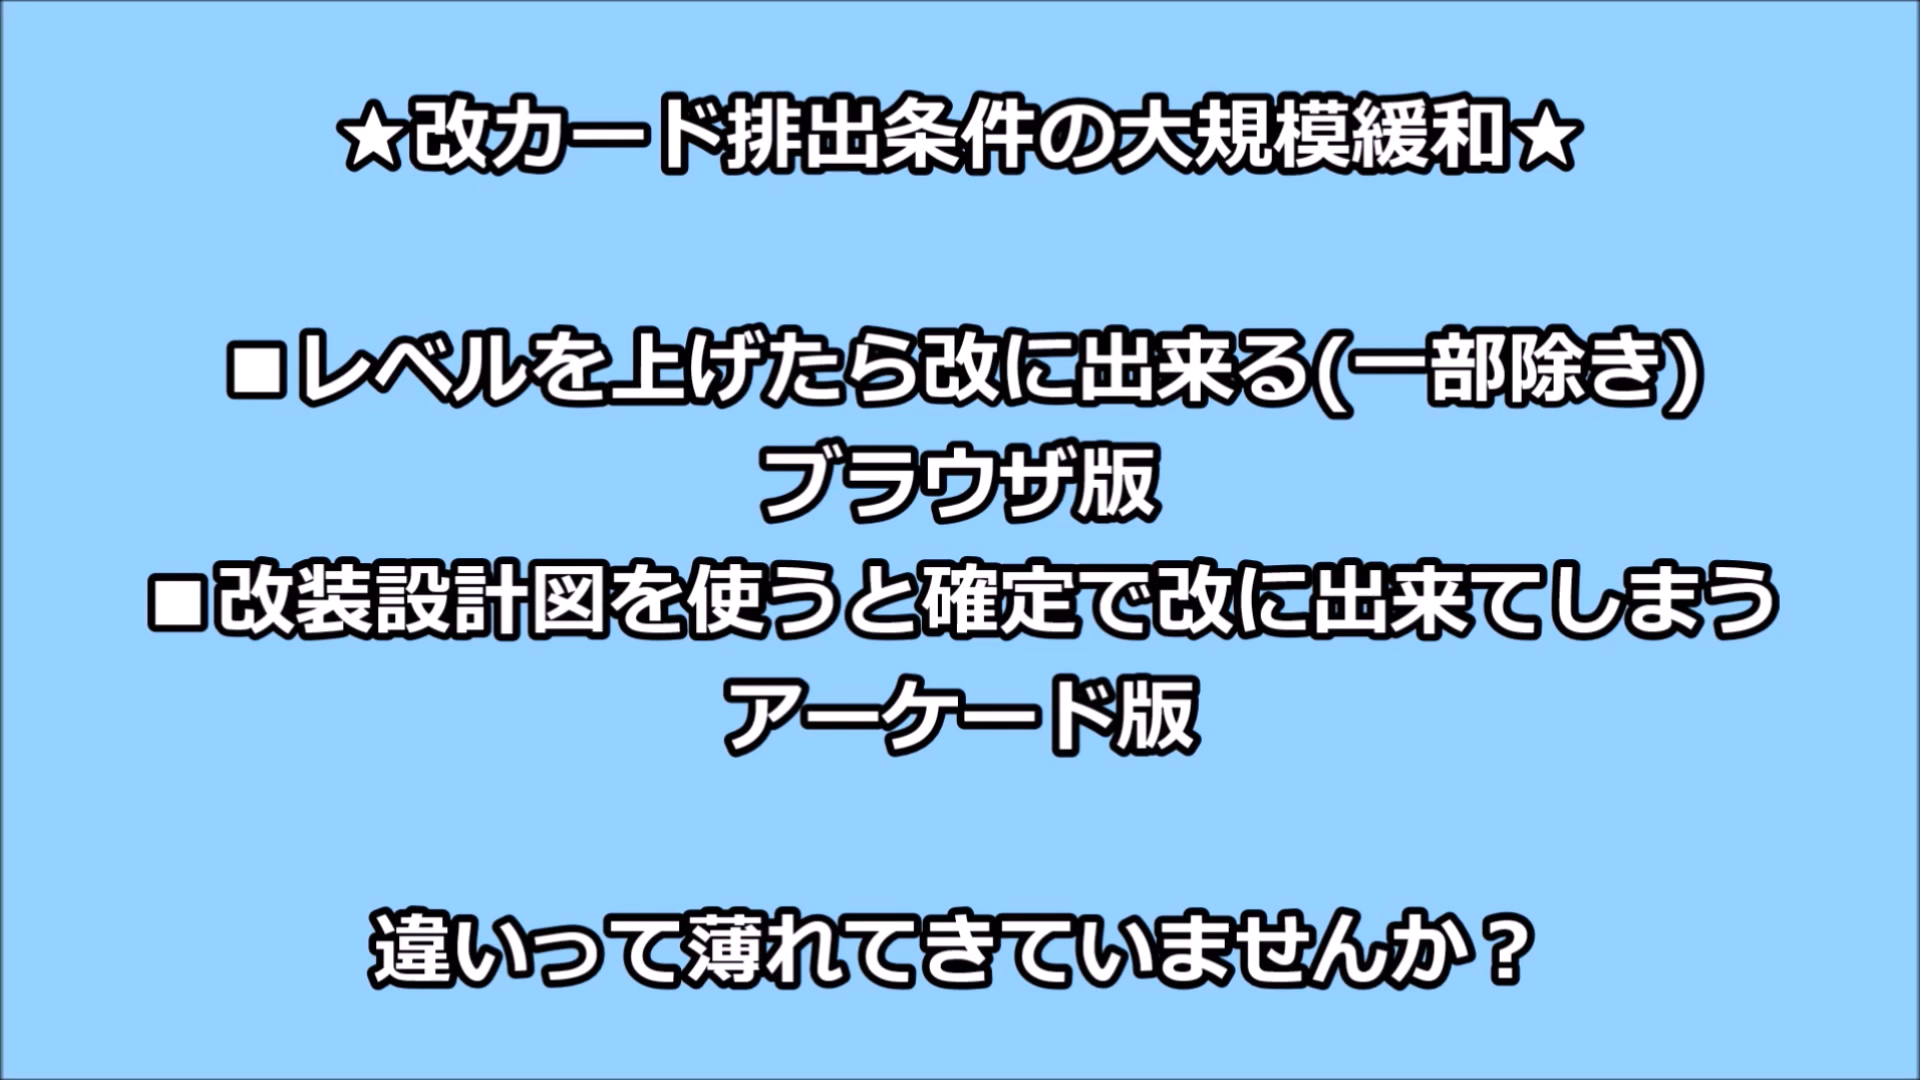 ★改カード排出条件の大規模緩和★
■レベルを上げたら改に出来る(一部除き)
ブラウザ版
■改装設計図を使うと確定で改に出来てしまう
アーケード版
違いって薄れてきていませんか？